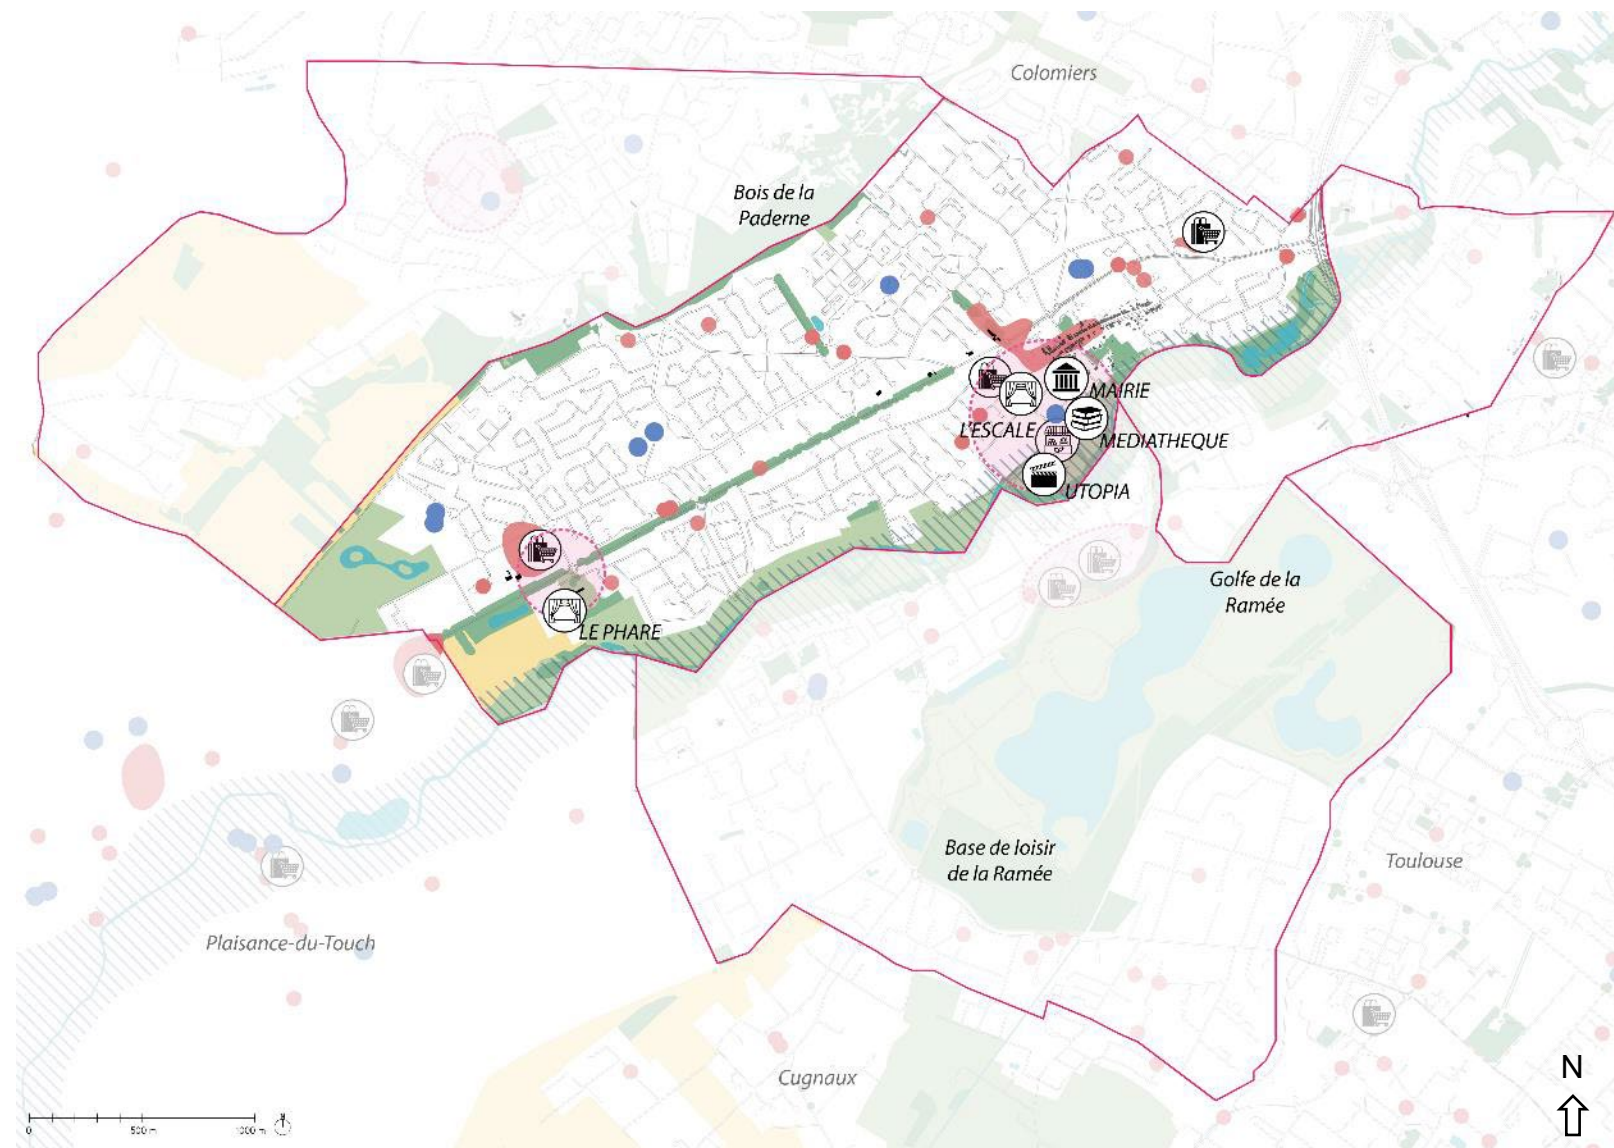 Colomiers
Bois de la
Paderne
MAIRIE
L'ESCALE
MEDIATHEQUE
UTOPIA
Golfe de la
Ramée
LE PHARE
Base de loisir
de la Ramée
Toulouse
Plaisance-du-Touch
Cugnaux
N
0
500 m
1000 m
N